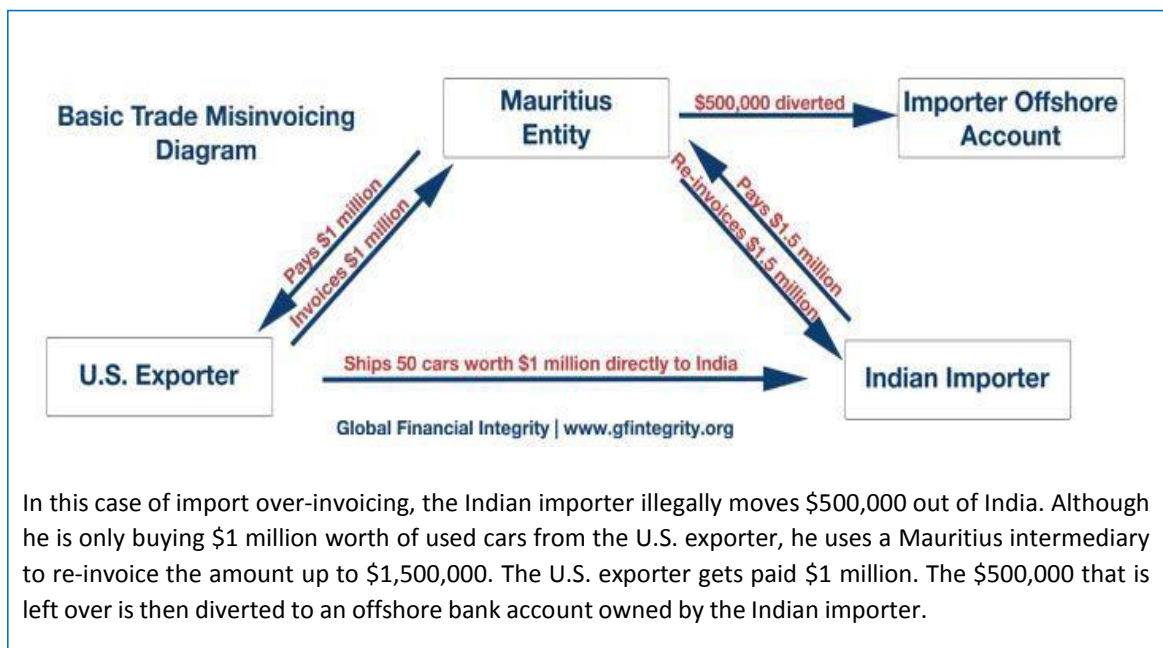 Basic Trade Misinvoicing
Diagram
Mauritius
Entity
$500,000 diverted
Importer Offshore
Account
Pays $1 million
Invoices $1 million
Re-invoices $1.5 million
Pays $1.5 million
U.S. Exporter
Ships 50 cars worth $1 million directly to India
Indian Importer
Global Financial Integrity | www.gfintegrity.org
In this case of import over-invoicing, the Indian importer illegally moves $500,000 out of India. Although
he is only buying $1 million worth of used cars from the U.S. exporter, he uses a Mauritius intermediary
to re-invoice the amount up to $1,500,000. The U.S. exporter gets paid $1 million. The $500,000 that is
left over is then diverted to an offshore bank account owned by the Indian importer.